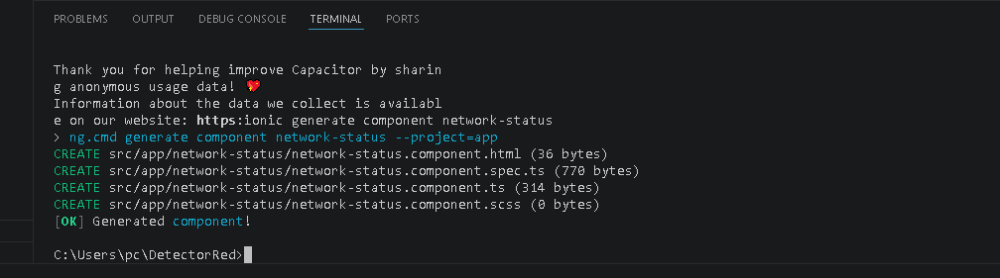 PROBLEMS OUTPUT DEBUG CONSOLE TERMINAL PORTS
Thank you for helping improve Capacitor by sharin
g anonymous usage data! 💖
Information about the data we collect is availabl
e on our website: https:ionic generate component network-status
> ng.cmd generate component network-status --project=app
CREATE src/app/network-status/network-status.component.html (36 bytes)
CREATE src/app/network-status/network-status.component.spec.ts (770 bytes)
CREATE src/app/network-status/network-status.component.ts (314 bytes)
CREATE src/app/network-status/network-status.component.scss (0 bytes)
[OK] Generated component!
C:\Users\pc\DetectorRed>